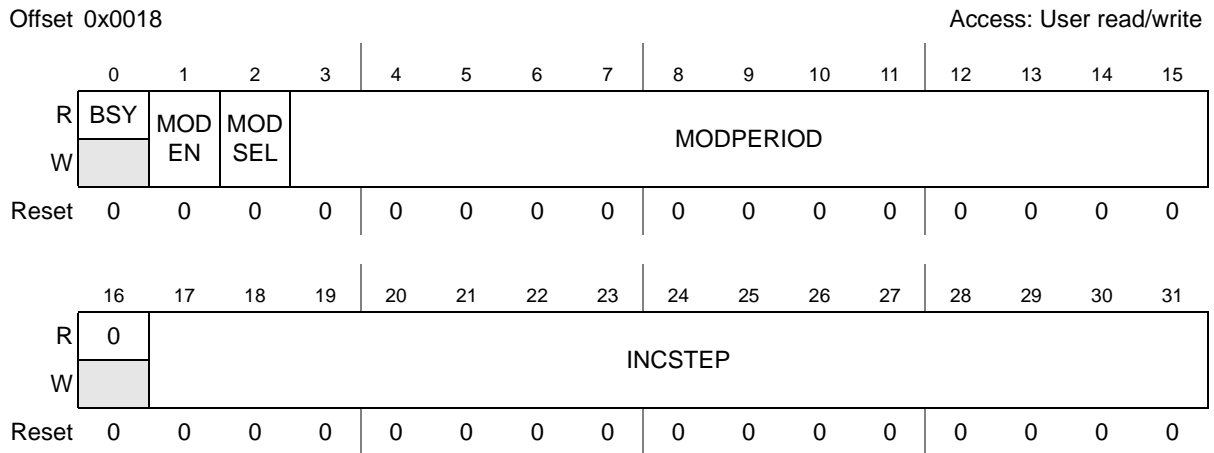 Offset 0x0018 Access: User read/write
0 1 2 3 4 5 6 7 8 9 10 11 12 13 14 15
R BSY MOD EN MOD SEL MODPERIOD
W
Reset 0 0 0 0 0 0 0 0 0 0 0 0 0 0 0 0
16 17 18 19 20 21 22 23 24 25 26 27 28 29 30 31
R 0 INCSTEP
W
Reset 0 0 0 0 0 0 0 0 0 0 0 0 0 0 0 0